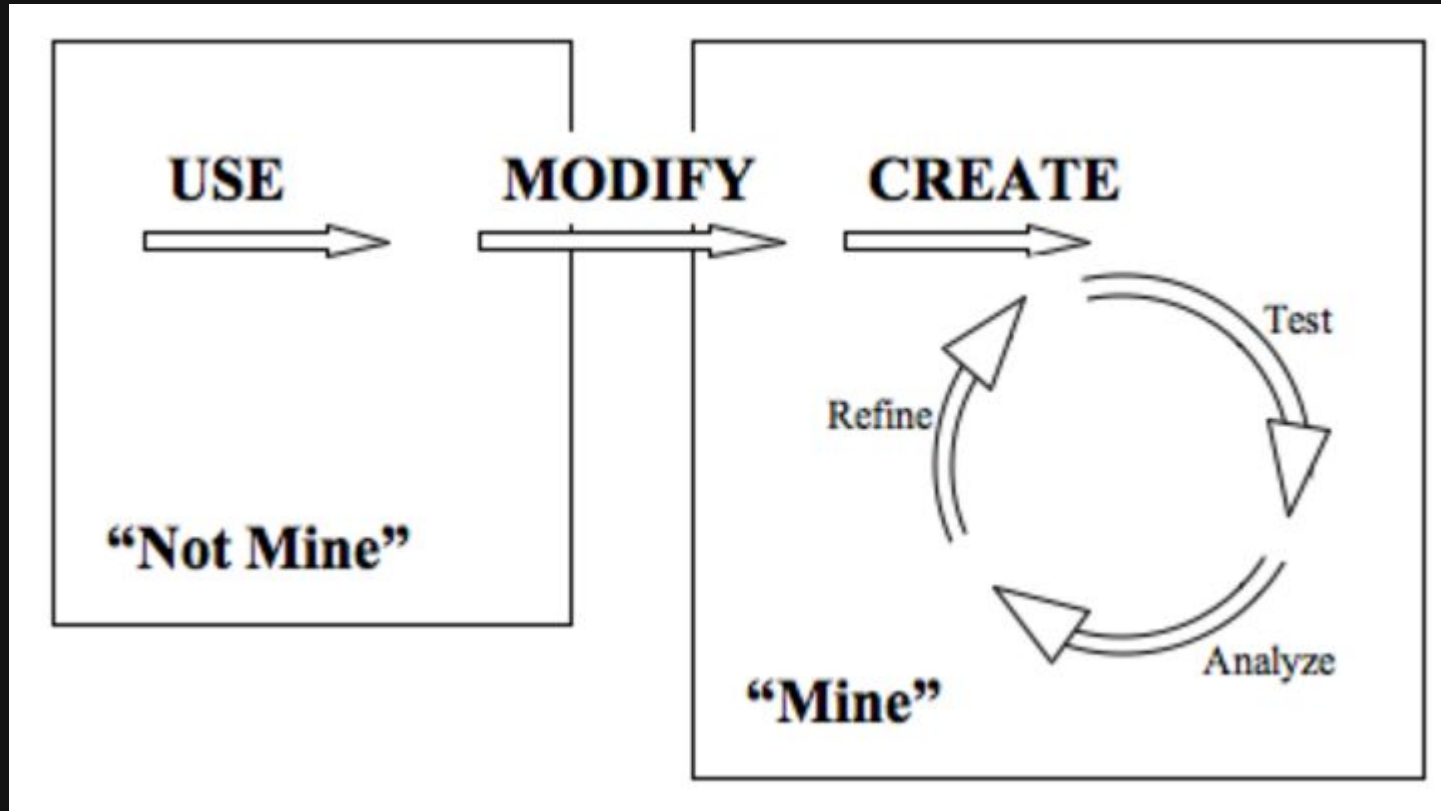 USE MODIFY CREATE
Test
Refine
“Not Mine”
Analyze
“Mine”